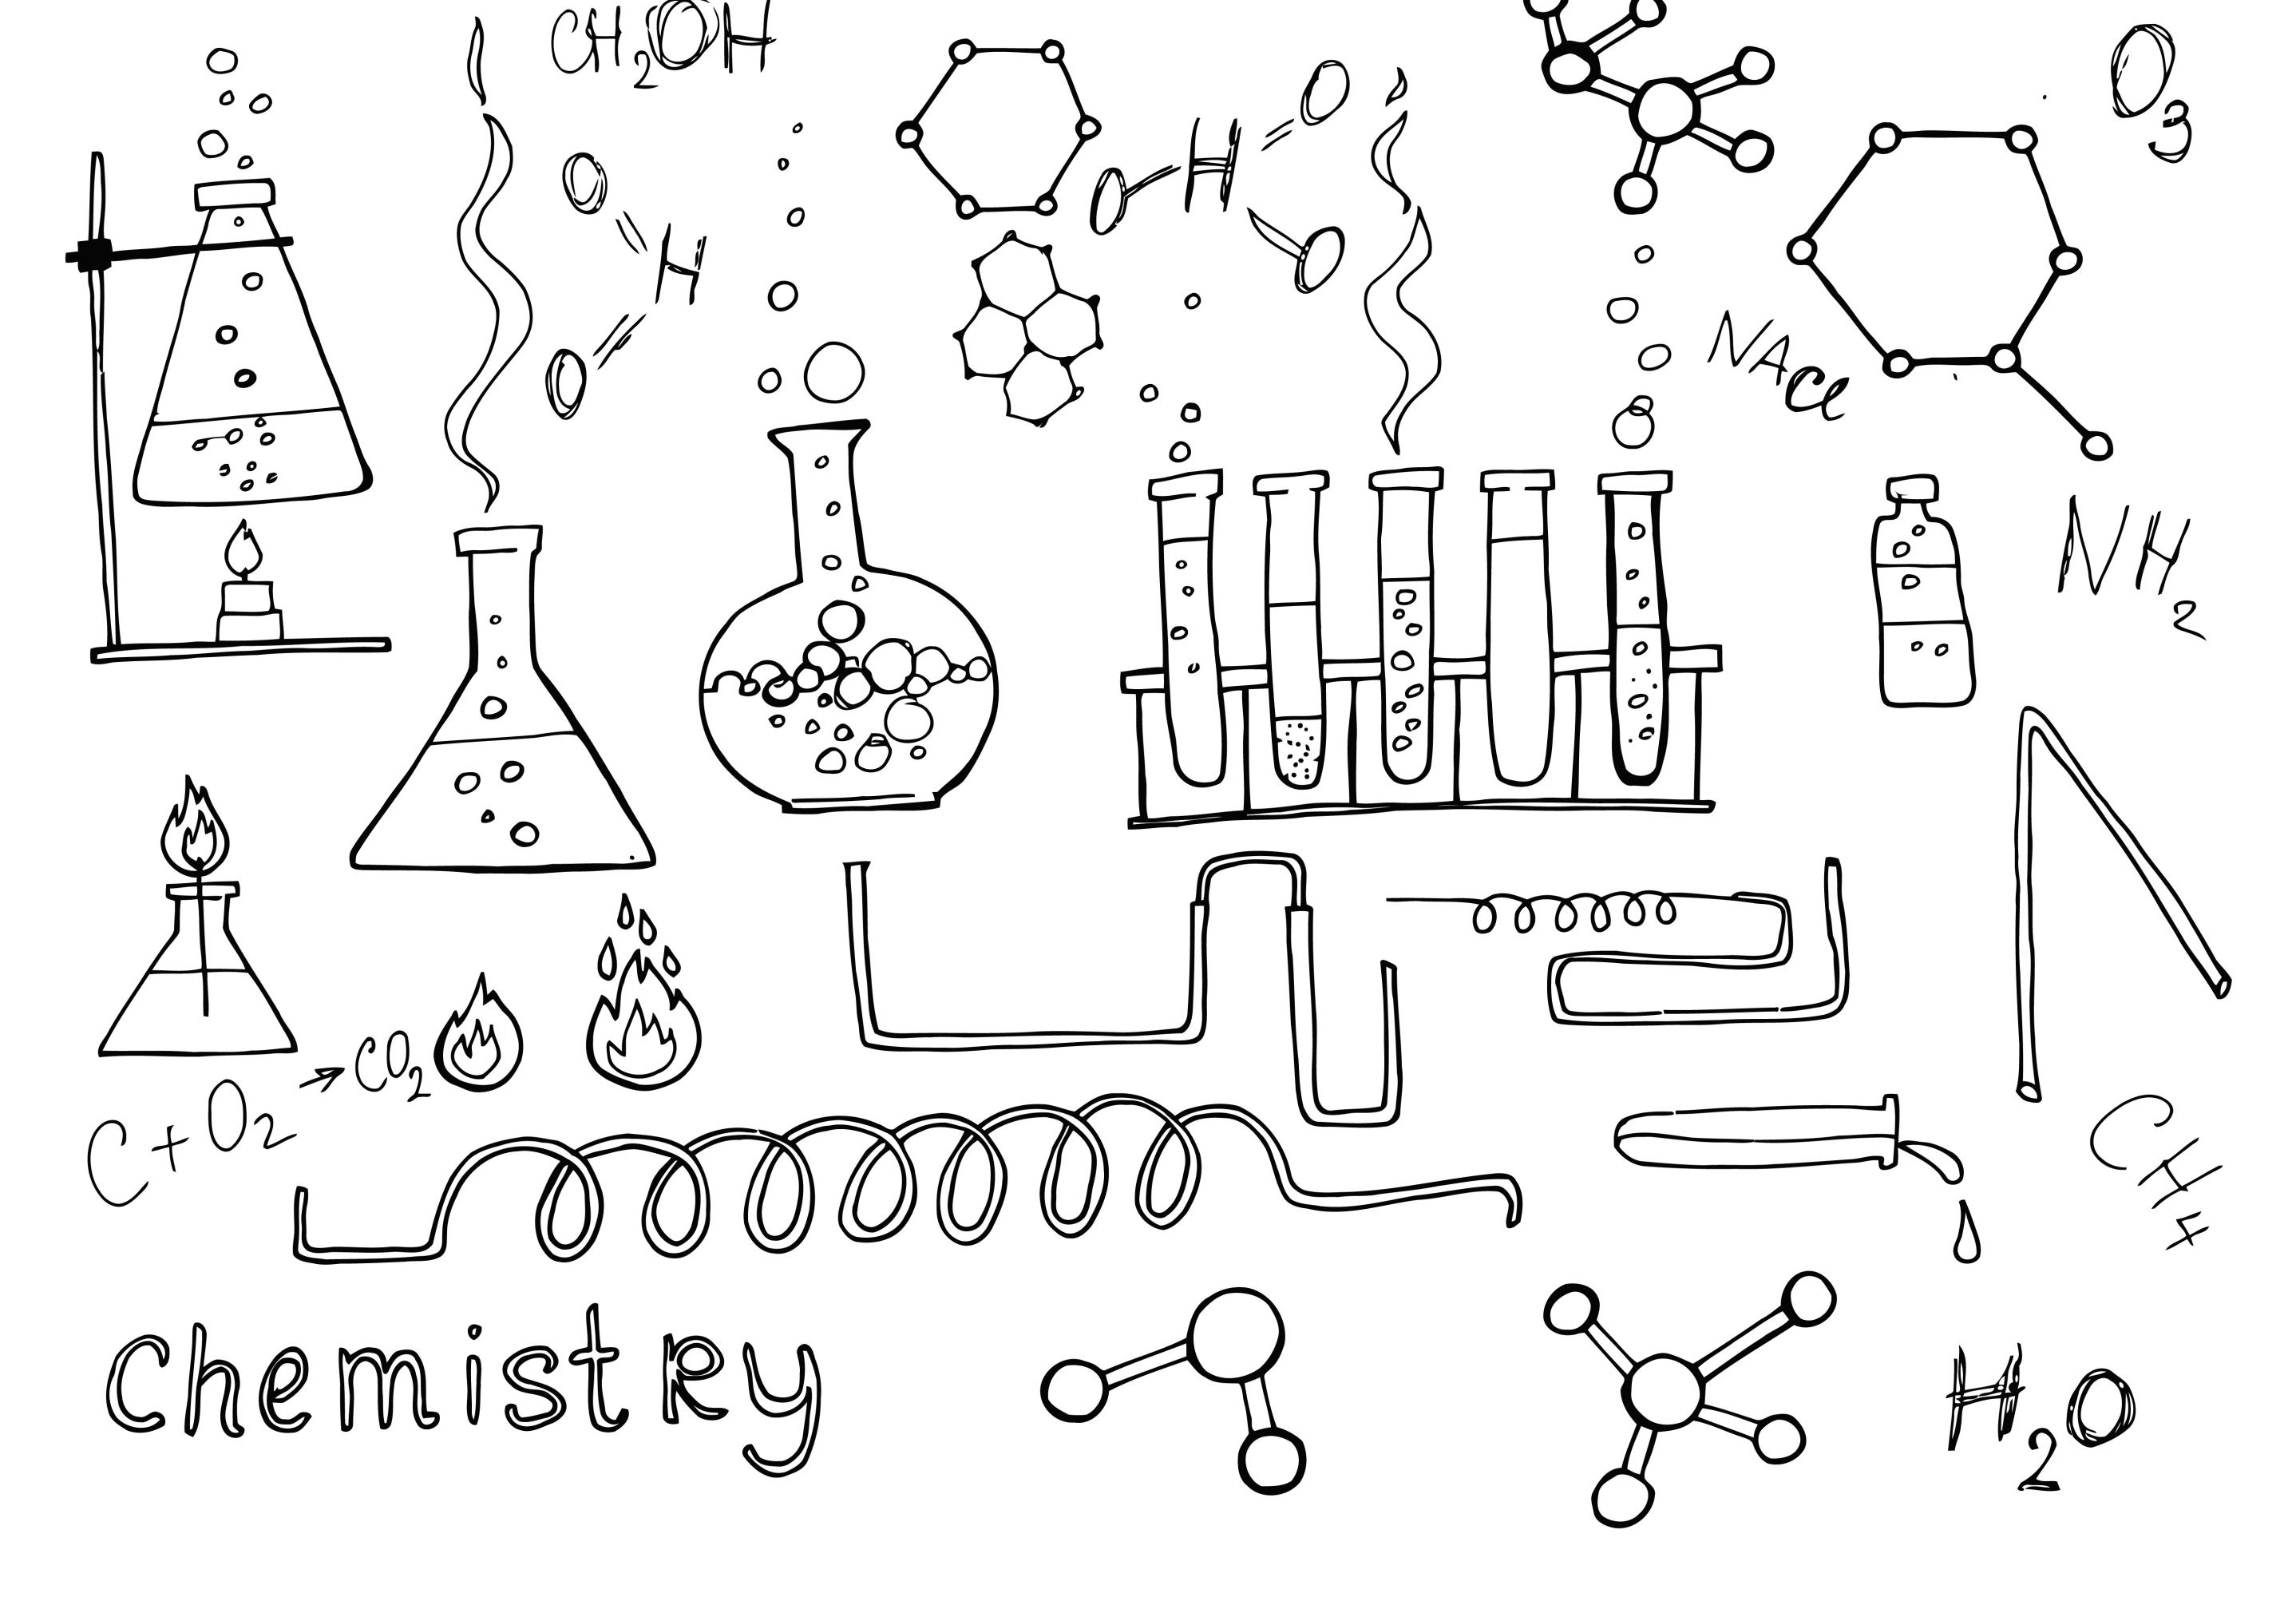 CH₂OH
O₃
O
H
O
O-H=O
O
NaCl
NH₂
C + O₂ → CO₂
CH₄
Chemistry
H₂O